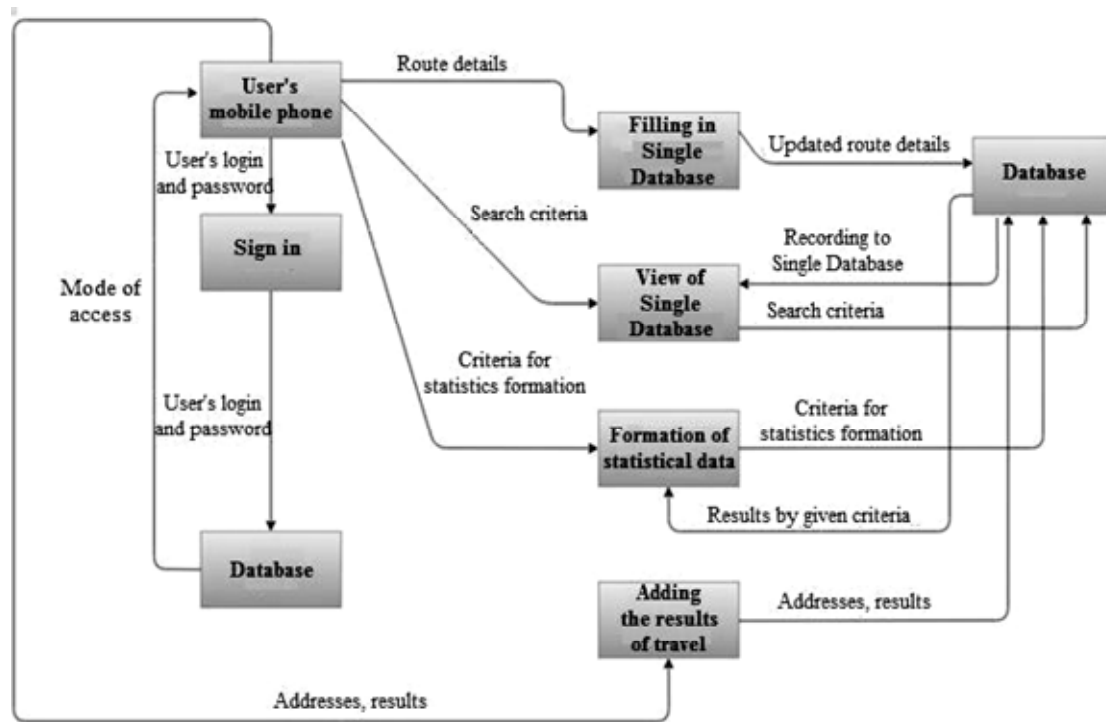 User's
mobile phone
Route details
Filling in
Single
Database
Updated route details
Database
User's login
and password
Search criteria
Sign in
Recording to
Single Database
View of
Single
Database
Search criteria
Mode of
access
Criteria for
statistics formation
User's login
and password
Formation of
statistical data
Criteria for
statistics formation
Results by given criteria
Database
Adding
the results
of travel
Addresses, results
Addresses, results